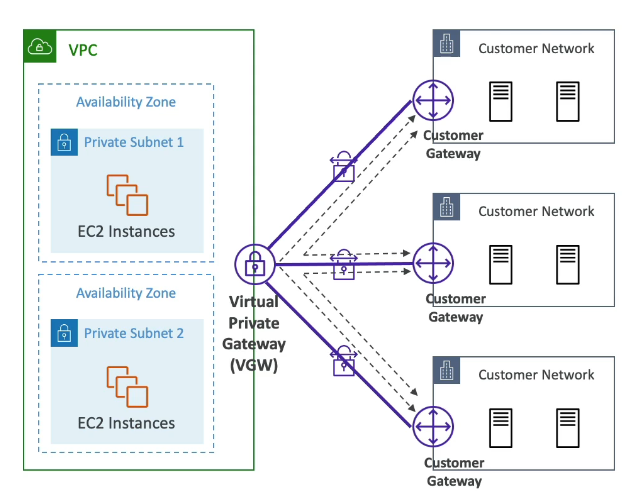 VPC
Availability Zone
Private Subnet 1
EC2 Instances
Availability Zone
Private Subnet 2
EC2 Instances
Virtual
Private
Gateway
(VGW)
Customer Network
Customer
Gateway
Customer Network
Customer
Gateway
Customer Network
Customer
Gateway